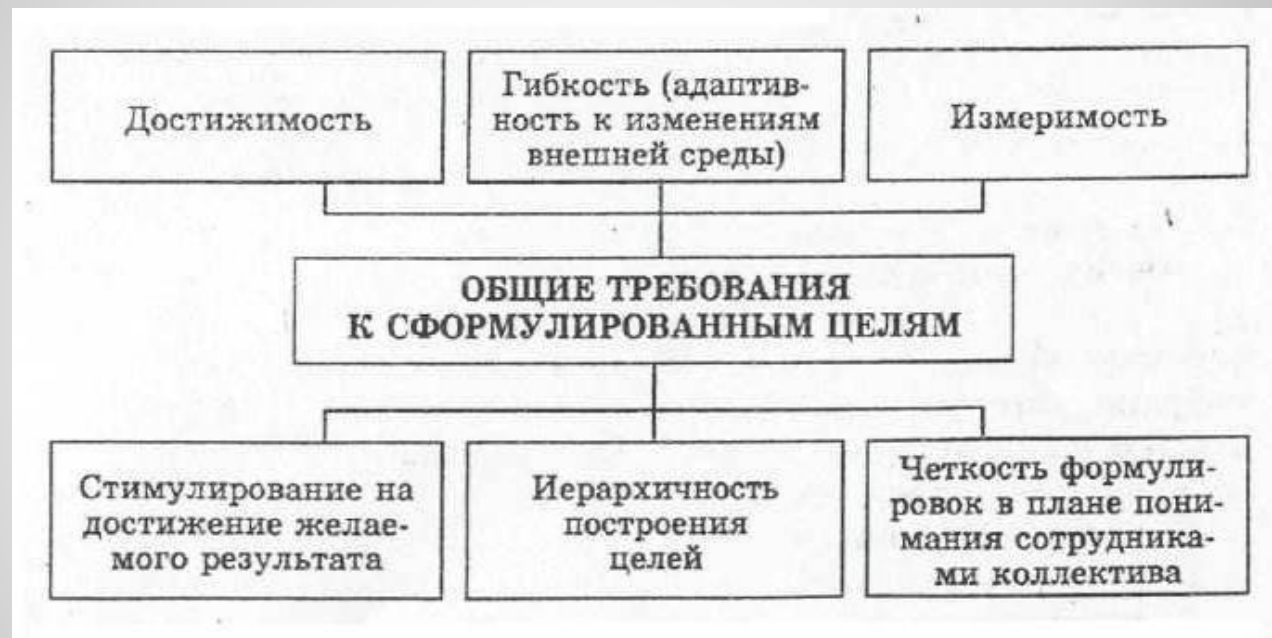 Достижимость
Гибкость (адаптив-
ность к изменениям
внешней среды)
Измеримость
ОБЩИЕ ТРЕБОВАНИЯ
К СФОРМУЛИРОВАННЫМ ЦЕЛЯМ
Стимулирование на
достижение желае-
мого результата
Иерархичность
построения
целей
Четкость формули-
ровок в плане пони-
мания сотрудника-
ми коллектива